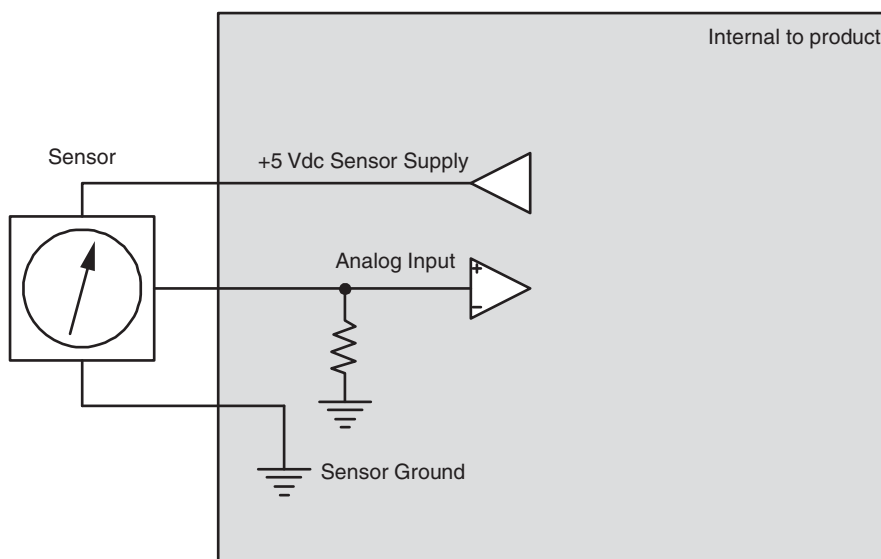 Internal to product
Sensor
+5 Vdc Sensor Supply
Analog Input
+
−
Sensor Ground